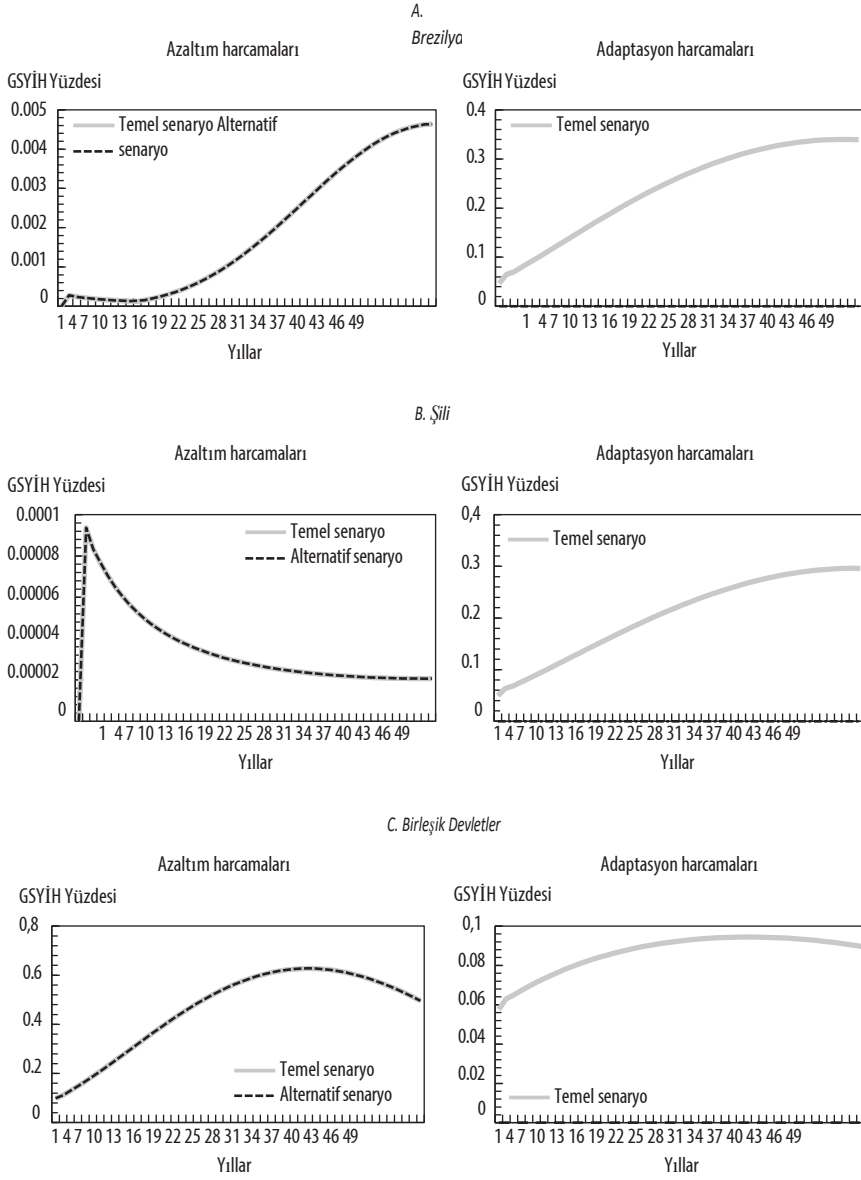 A.
Brezilya
Azaltım harcamaları
GSYİH Yüzdesi
0.005
0.004
0.003
0.002
0.001
0
Temel senaryo Alternatif
senaryo
1 4 7 10 13 16 19 22 25 28 31 34 37 40 43 46 49
Yıllar
Adaptasyon harcamaları
GSYİH Yüzdesi
0.4
0.3
0.2
0.1
0
Temel senaryo
1 4 7 10 13 16 19 22 25 28 31 34 37 40 43 46 49
Yıllar
B. Şili
Azaltım harcamaları
GSYİH Yüzdesi
0.0001
0.00008
0.00006
0.00004
0.00002
0
Temel senaryo
Alternatif senaryo
1 4 7 10 13 16 19 22 25 28 31 34 37 40 43 46 49
Yıllar
Adaptasyon harcamaları
GSYİH Yüzdesi
0,4
0.3
0.2
0.1
0
Temel senaryo
1 4 7 10 13 16 19 22 25 28 31 34 37 40 43 46 49
Yıllar
C. Birleşik Devletler
Azaltım harcamaları
GSYİH Yüzdesi
0,8
0.6
0.4
0.2
0
Temel senaryo
Alternatif senaryo
1 4 7 10 13 16 19 22 25 28 31 34 37 40 43 46 49
Yıllar
Adaptasyon harcamaları
GSYİH Yüzdesi
0,1
0.08
0.06
0.04
0.02
0
Temel senaryo
1 4 7 10 13 16 19 22 25 28 31 34 37 40 43 46 49
Yıllar